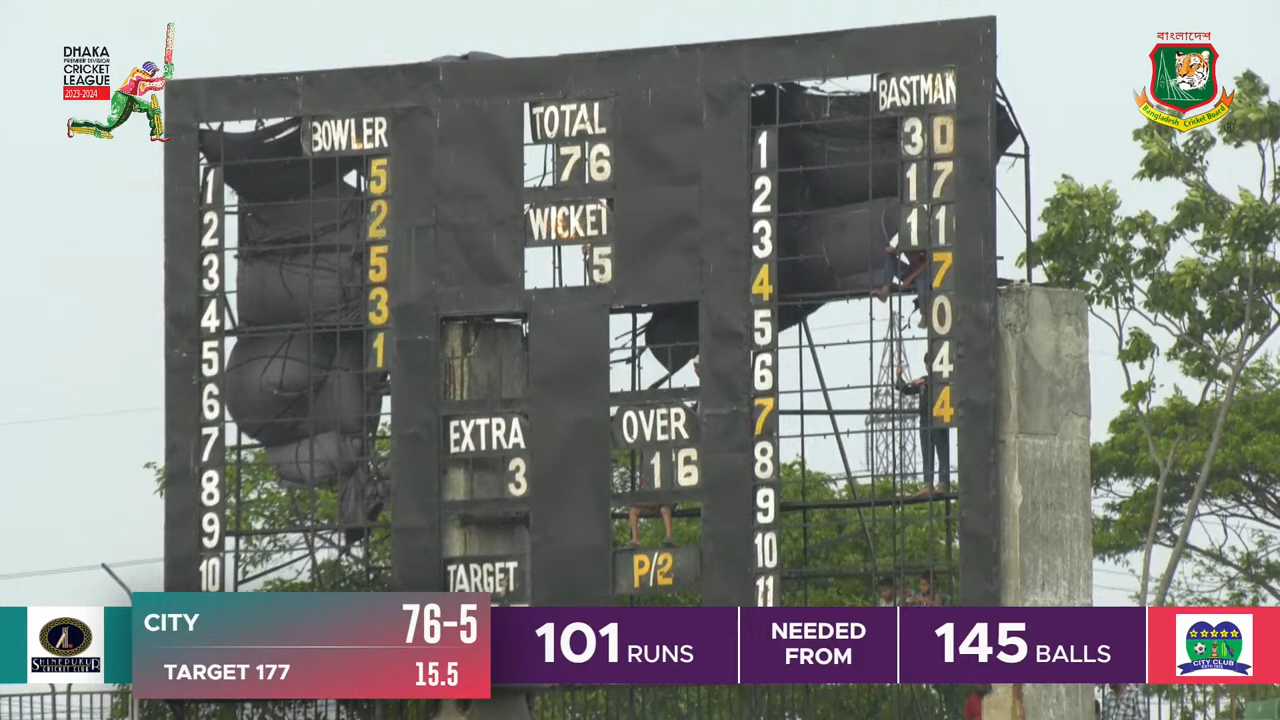 DHAKA
PREMIER DIVISION
CRICKET
LEAGUE
2023-2024
বাংলাদেশ
Bangladesh Cricket Board
®
BOWLER
1 5
2 2
3 5
4 3
5 1
6
7
8
9
10
TOTAL
76
WICKET
5
EXTRA
3
OVER
16
TARGET
P/2
BASTMAN
1 30
2 17
3 11
4 7
5 0
6 4
7 4
8
9
10
11
SHINEPUKUR
CRICKET CLUB
CITY 76-5
TARGET 177 15.5
101 RUNS
NEEDED
FROM
145 BALLS
CITY CLUB